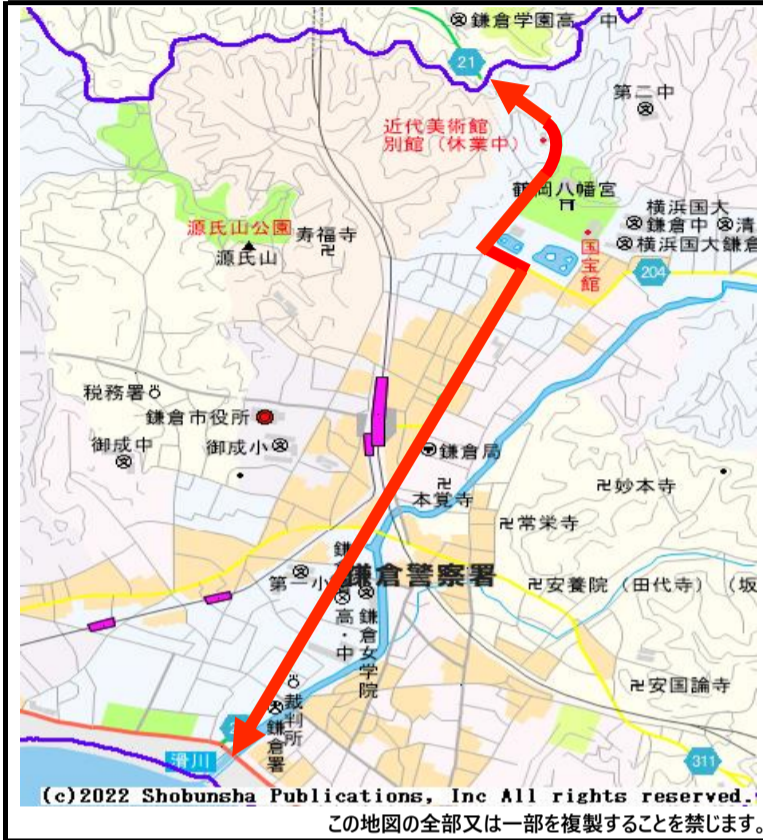 鎌倉学園高・中
21
第二中
近代美術館
別館（休業中）
鶴岡八幡宮
横浜国大
鎌倉中
清
横浜国大鎌倉
国宝館
204
源氏山公園
源氏山
寿福寺
税務署
鎌倉市役所
御成中
御成小
鎌倉局
本覚寺
妙本寺
常栄寺
第一小
鎌
高・中
鎌倉警察署
鎌倉女学院
安養院（田代寺）（坂
安国論寺
裁判所
鎌倉署
滑川
311
(c)2022 Shobunsha Publications, Inc All rights reserved.
この地図の全部又は一部を複製することを禁じます。